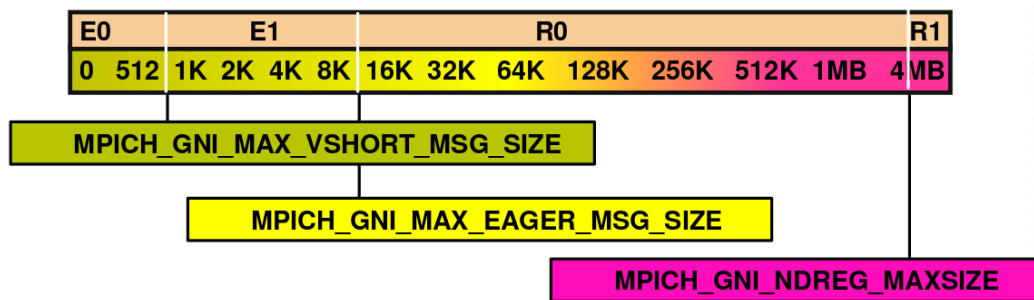 E0 E1 R0 R1
0 512 1K 2K 4K 8K 16K 32K 64K 128K 256K 512K 1MB 4MB
MPICH_GNI_MAX_VSHORT_MSG_SIZE
MPICH_GNI_MAX_EAGER_MSG_SIZE
MPICH_GNI_NDREG_MAXSIZE